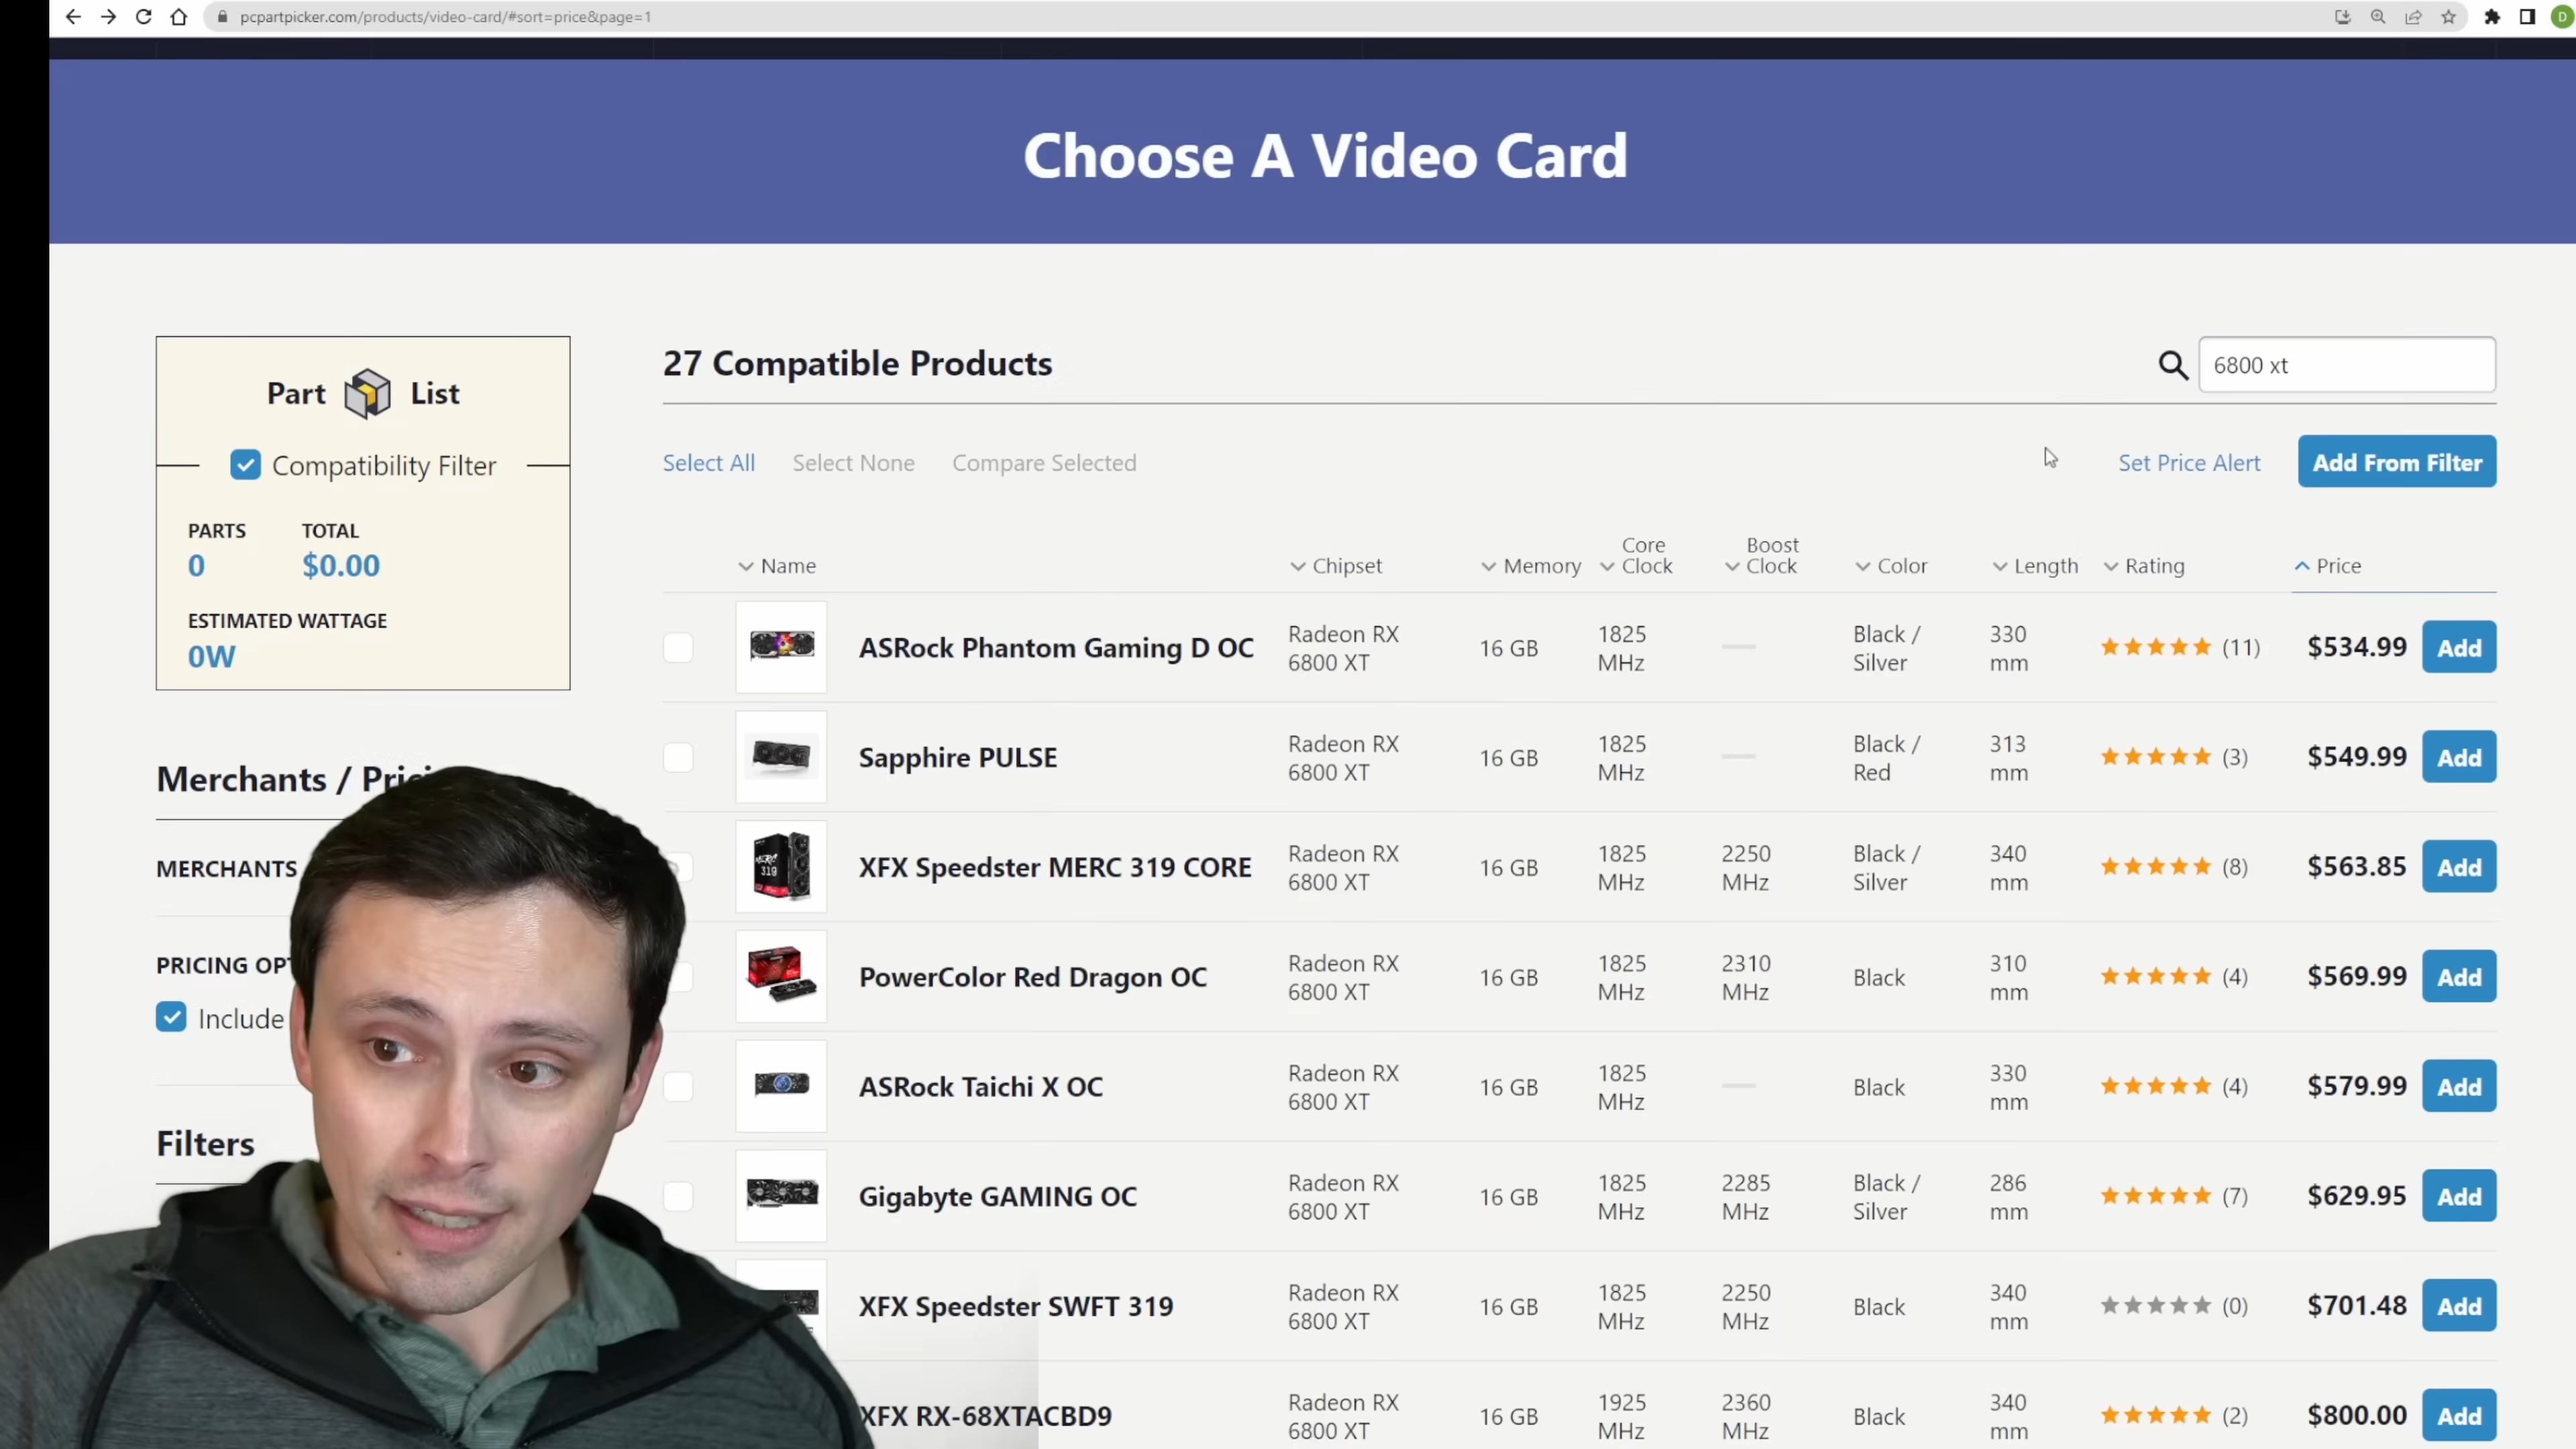 pcpartpicker.com/products/video-card/#sort=price&page=1
D
Choose A Video Card
Part List
Compatibility Filter
PARTS TOTAL
0 $0.00
ESTIMATED WATTAGE
0W
27 Compatible Products
6800 xt
Select All Select None Compare Selected
Set Price Alert Add From Filter
Name Chipset Memory Core Clock Boost Clock Color Length Rating Price
ASRock Phantom Gaming D OC Radeon RX 6800 XT 16 GB 1825 MHz Black / Silver 330 mm (11) $534.99 Add
Sapphire PULSE Radeon RX 6800 XT 16 GB 1825 MHz Black / Red 313 mm (3) $549.99 Add
XFX Speedster MERC 319 CORE Radeon RX 6800 XT 16 GB 1825 MHz 2250 MHz Black / Silver 340 mm (8) $563.85 Add
PowerColor Red Dragon OC Radeon RX 6800 XT 16 GB 1825 MHz 2310 MHz Black 310 mm (4) $569.99 Add
ASRock Taichi X OC Radeon RX 6800 XT 16 GB 1825 MHz Black 330 mm (4) $579.99 Add
Gigabyte GAMING OC Radeon RX 6800 XT 16 GB 1825 MHz 2285 MHz Black / Silver 286 mm (7) $629.95 Add
XFX Speedster SWFT 319 Radeon RX 6800 XT 16 GB 1825 MHz 2250 MHz Black 340 mm (0) $701.48 Add
XFX RX-68XTACBD9 Radeon RX 6800 XT 16 GB 1925 MHz 2360 MHz Black 340 mm (2) $800.00 Add
Merchants /
MERCHANTS
PRICING
Include
Filters